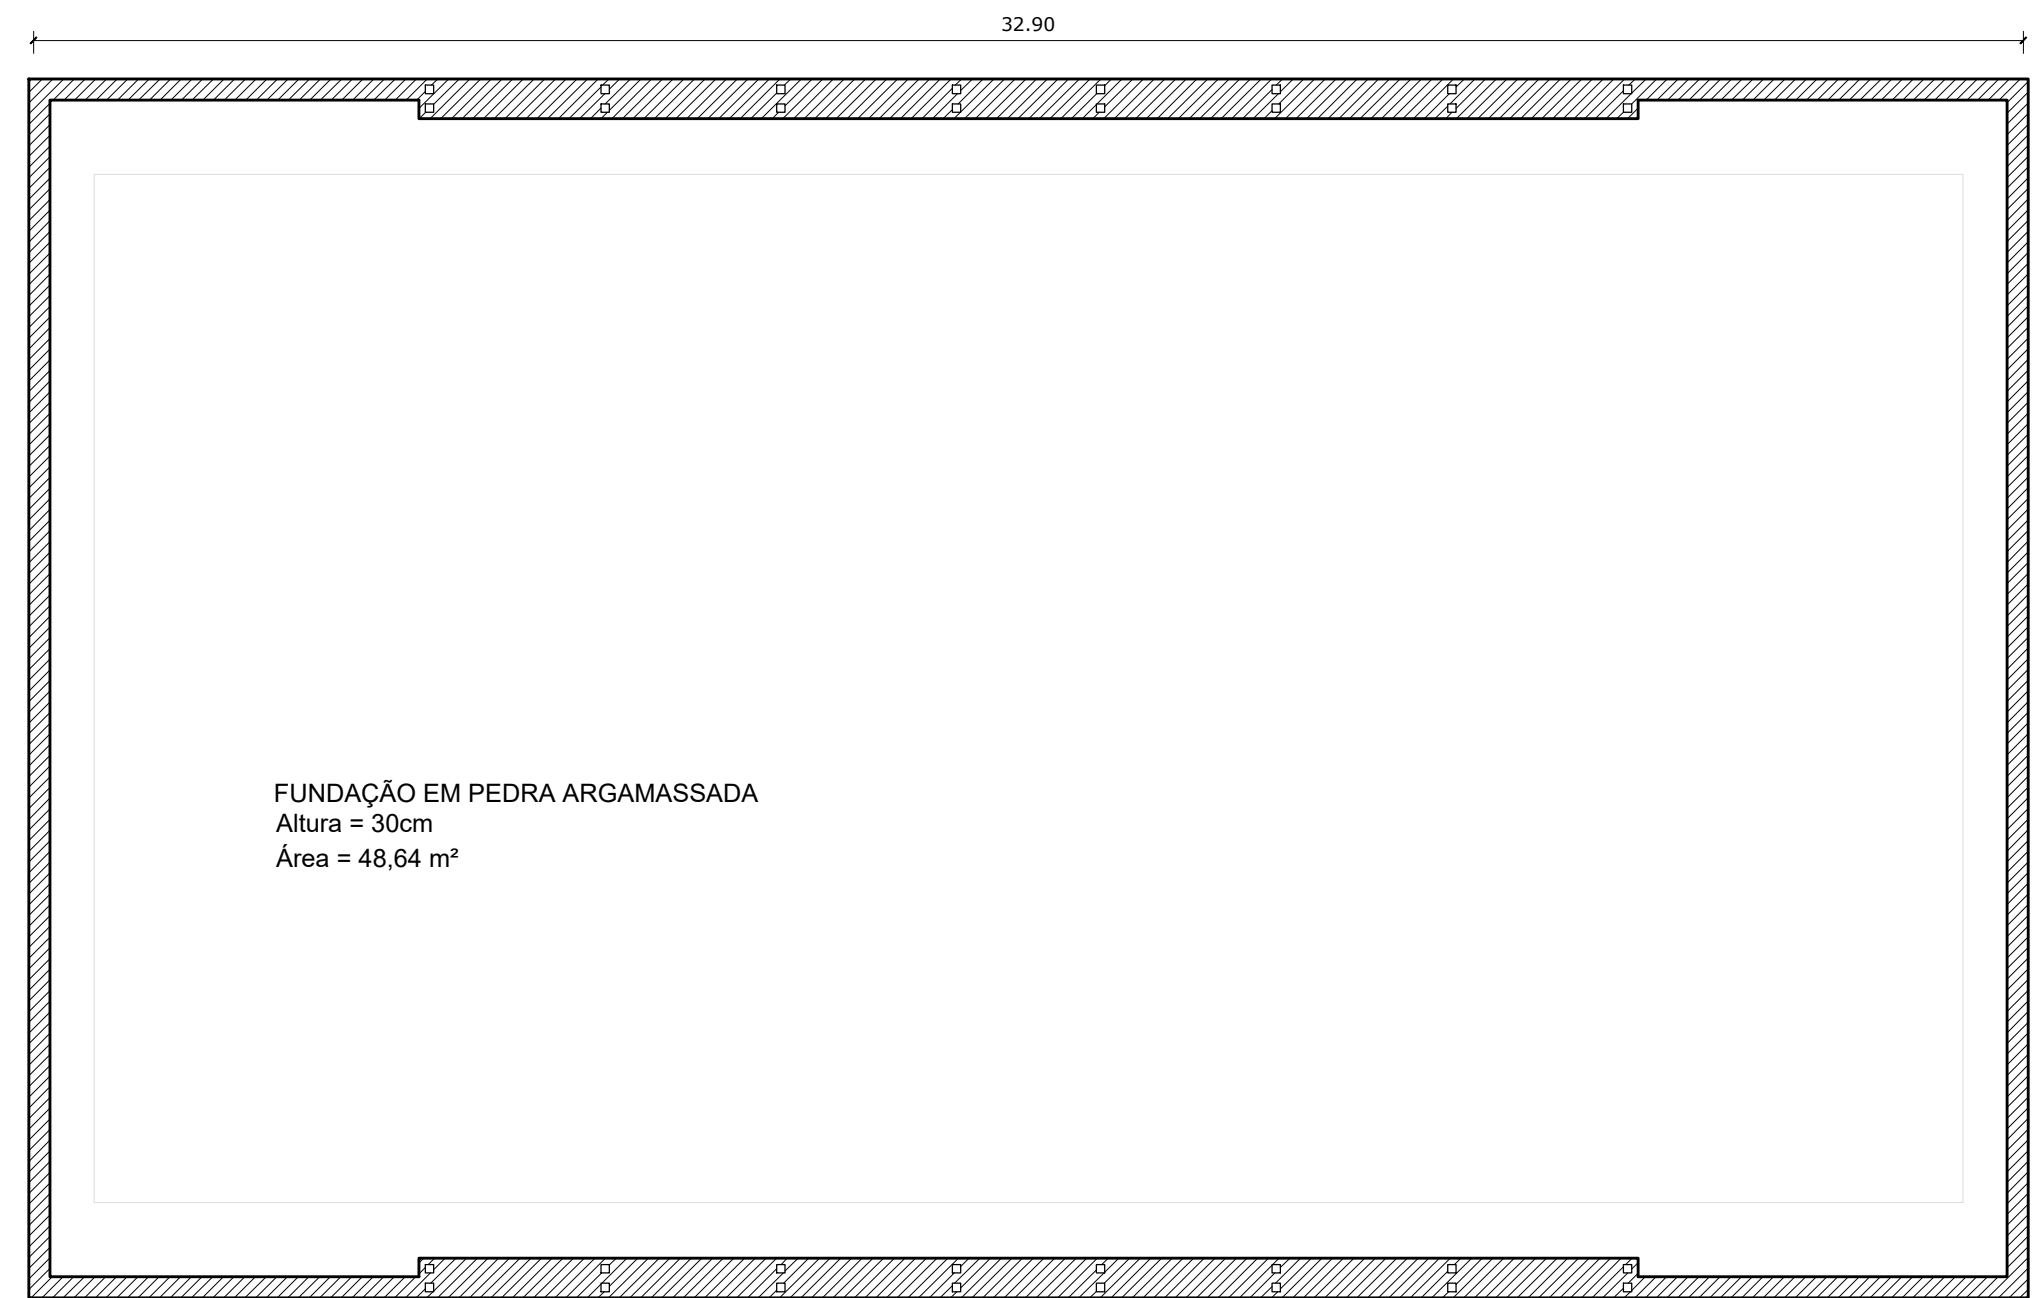 32.90
FUNDAÇÃO EM PEDRA ARGAMASSADA
Altura = 30cm
Área = 48,64 m²